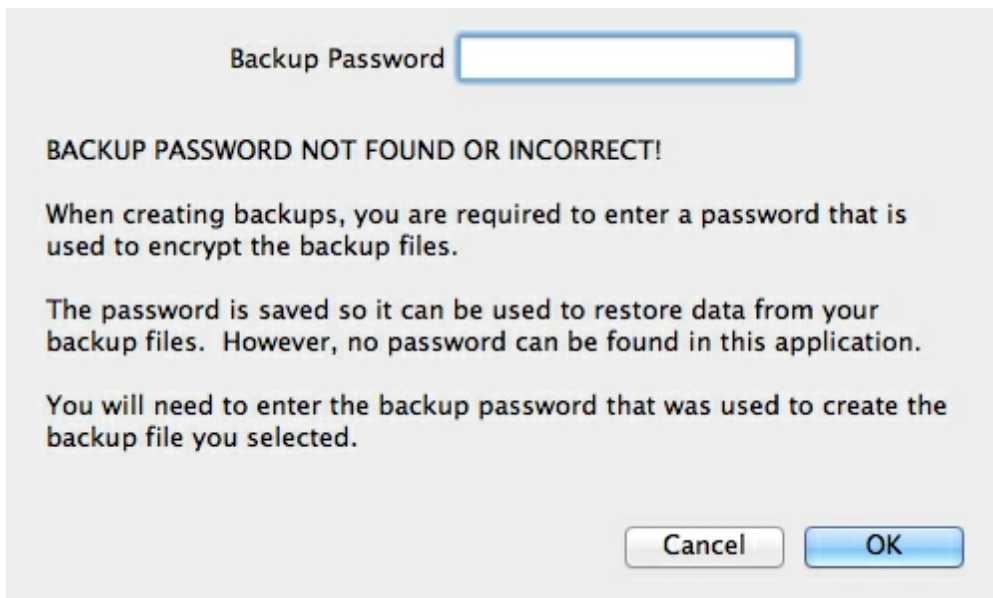 Backup Password
BACKUP PASSWORD NOT FOUND OR INCORRECT!
When creating backups, you are required to enter a password that is
used to encrypt the backup files.
The password is saved so it can be used to restore data from your
backup files.  However, no password can be found in this application.
You will need to enter the backup password that was used to create the
backup file you selected.
Cancel OK